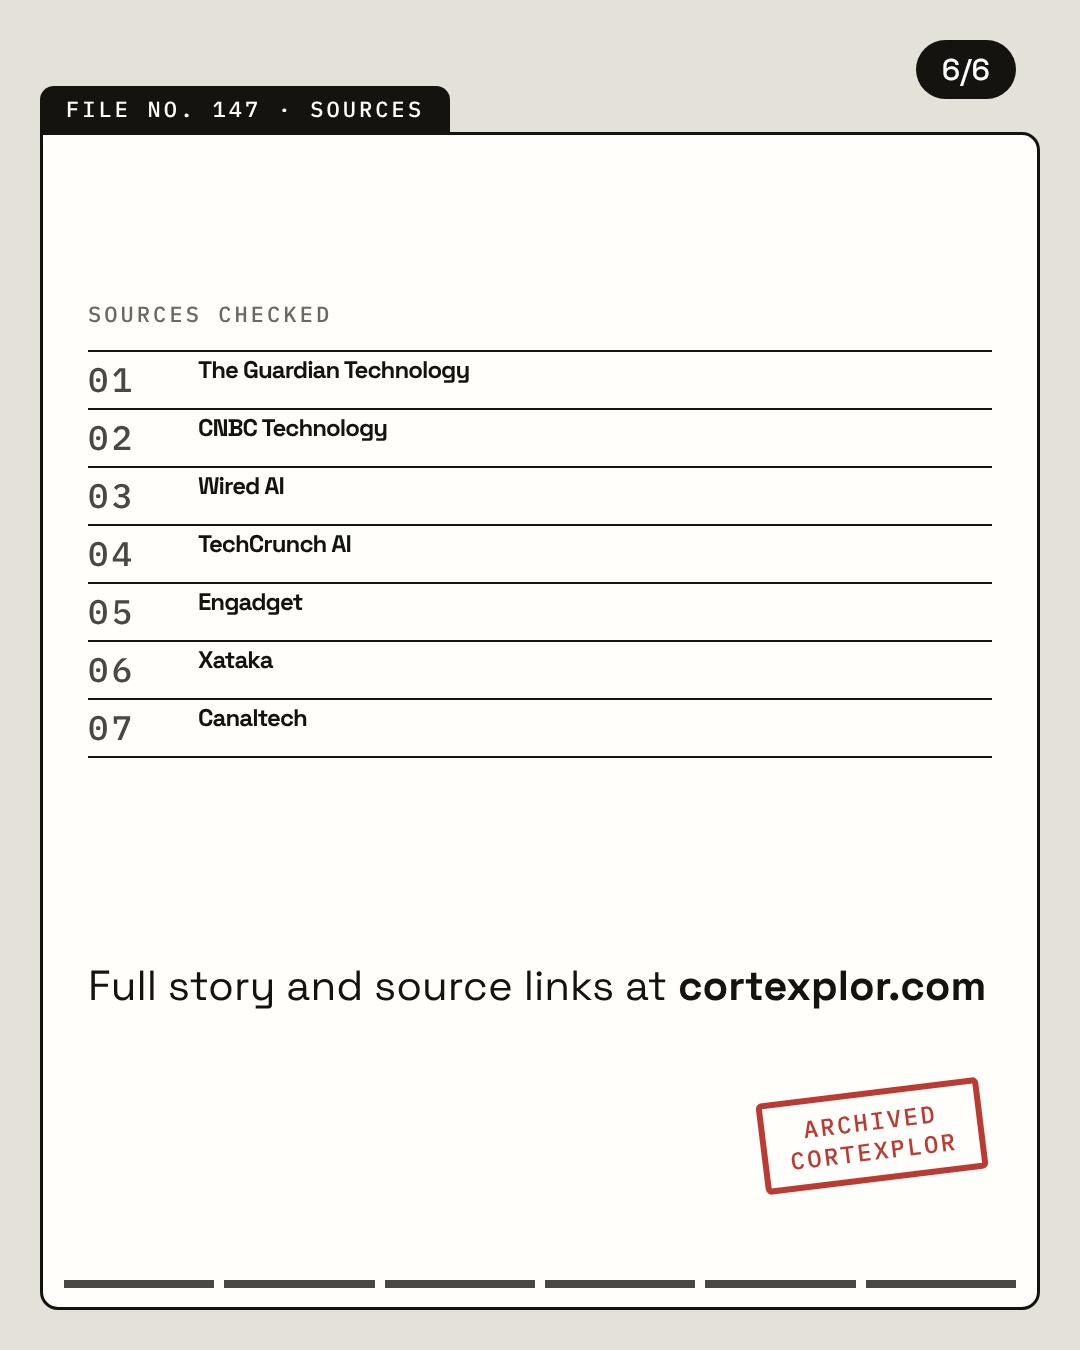 6/6
FILE NO. 147 · SOURCES
SOURCES CHECKED
01 The Guardian Technology
02 CNBC Technology
03 Wired AI
04 TechCrunch AI
05 Engadget
06 Xataka
07 Canaltech
Full story and source links at cortexplor.com
ARCHIVED
CORTEXPLOR